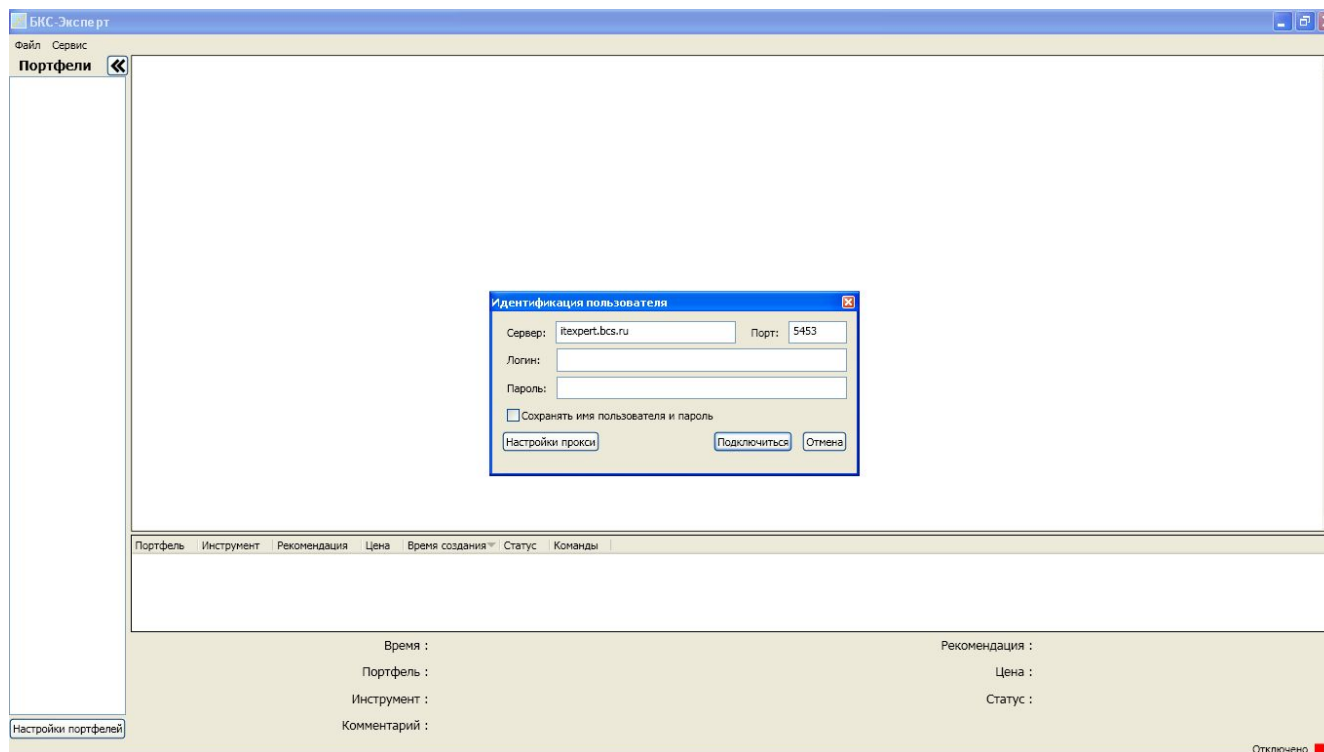 БКС-Эксперт
Файл Сервис
Портфели
Идентификация пользователя
Сервер: itexpert.bcs.ru Порт: 5453
Логин:
Пароль:
Сохранять имя пользователя и пароль
Настройки прокси Подключиться Отмена
Портфель Инструмент Рекомендация Цена Время создания Статус Команды
Время : Рекомендация :
Портфель : Цена :
Инструмент : Статус :
Комментарий :
Настройки портфелей
Отключено